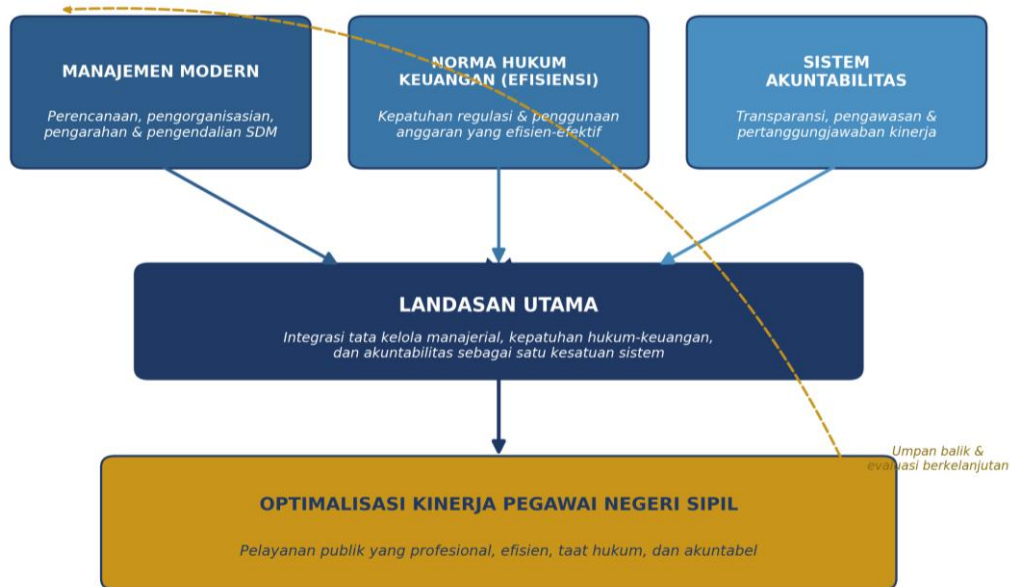 MANAJEMEN MODERN
Perencanaan, pengorganisasian,
pengarahan & pengendalian SDM
NORMA HUKUM
KEUANGAN (EFISIENSI)
Kepatuhan regulasi & penggunaan
anggaran yang efisien-efektif
SISTEM
AKUNTABILITAS
Transparansi, pengawasan &
pertanggungjawaban kinerja
LANDASAN UTAMA
Integrasi tata kelola manajerial, kepatuhan hukum-keuangan,
dan akuntabilitas sebagai satu kesatuan sistem
Umpan balik &
evaluasi berkelanjutan
OPTIMALISASI KINERJA PEGAWAI NEGERI SIPIL
Pelayanan publik yang profesional, efisien, taat hukum, dan akuntabel